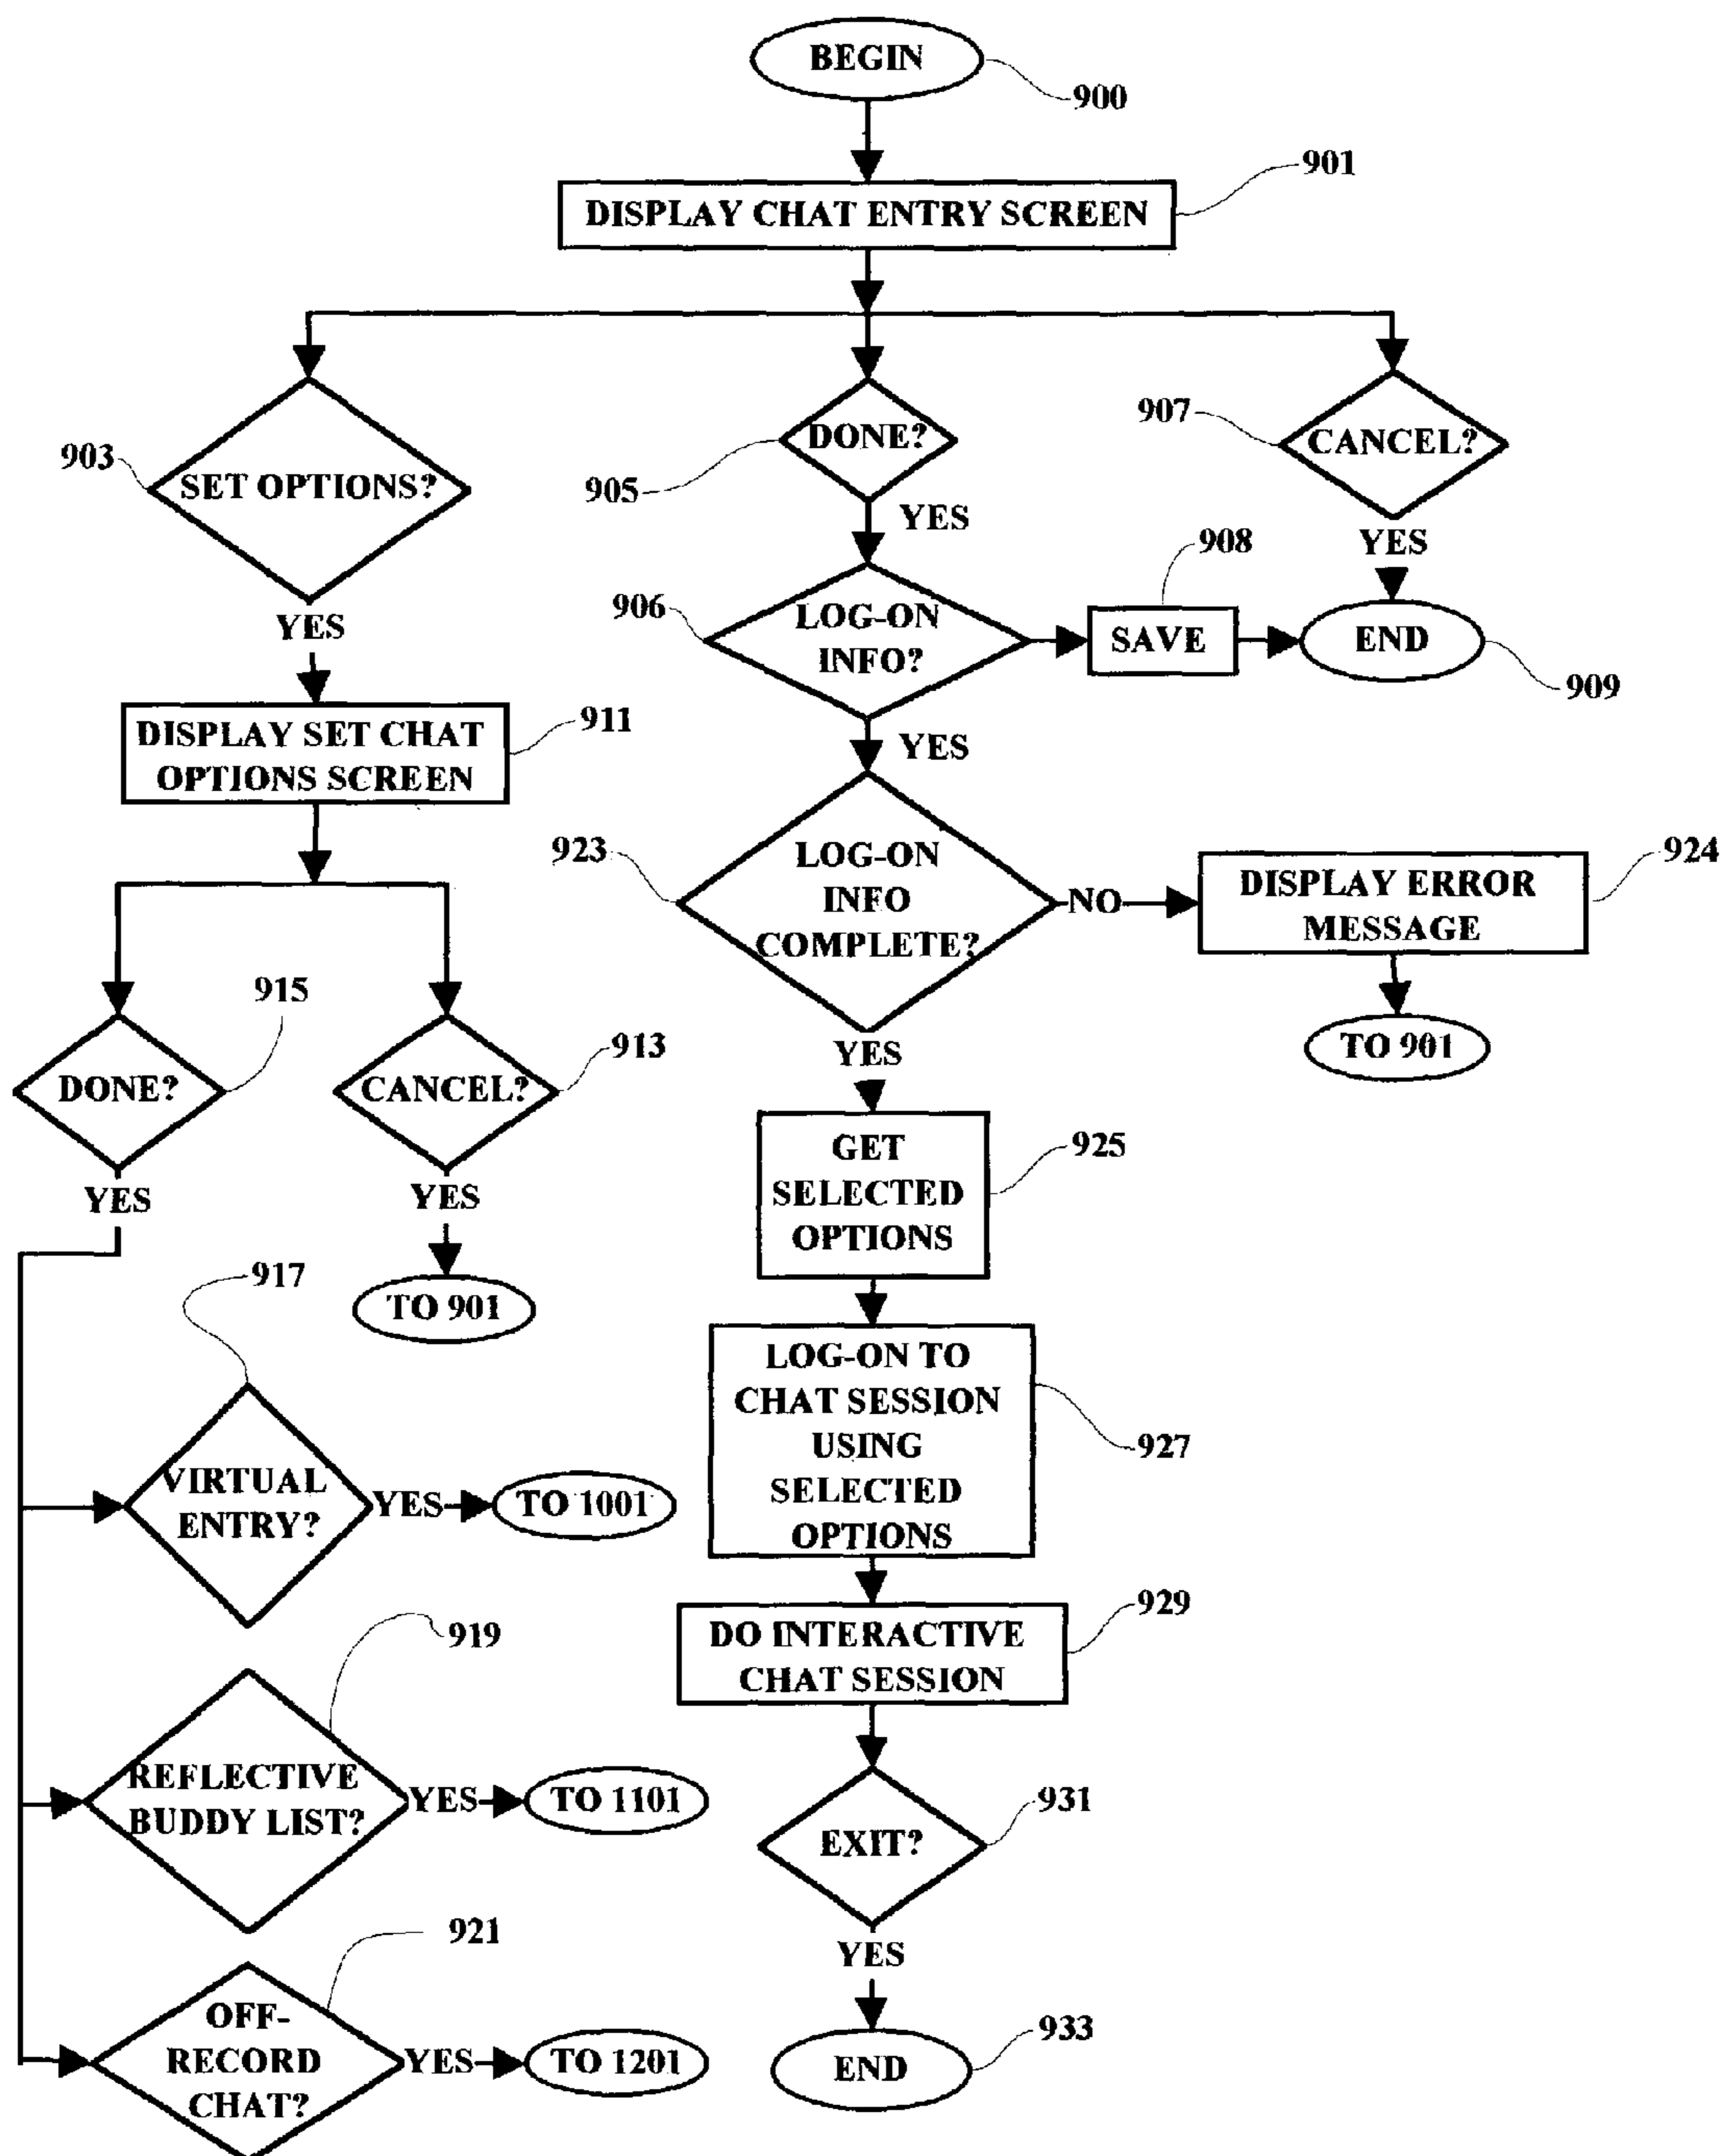 BEGIN
900
901
DISPLAY CHAT ENTRY SCREEN
903
SET OPTIONS?
YES
905
DONE?
YES
907
CANCEL?
YES
906
LOG-ON
INFO?
YES
908
SAVE
END
909
911
DISPLAY SET CHAT
OPTIONS SCREEN
923
LOG-ON
INFO
COMPLETE?
NO
924
DISPLAY ERROR
MESSAGE
TO 901
YES
915
DONE?
YES
913
CANCEL?
YES
TO 901
925
GET
SELECTED
OPTIONS
917
VIRTUAL
ENTRY?
YES
TO 1001
LOG-ON TO
CHAT SESSION
USING
SELECTED
OPTIONS
927
919
REFLECTIVE
BUDDY LIST?
YES
TO 1101
929
DO INTERACTIVE
CHAT SESSION
931
EXIT?
YES
921
OFF-
RECORD
CHAT?
YES
TO 1201
933
END